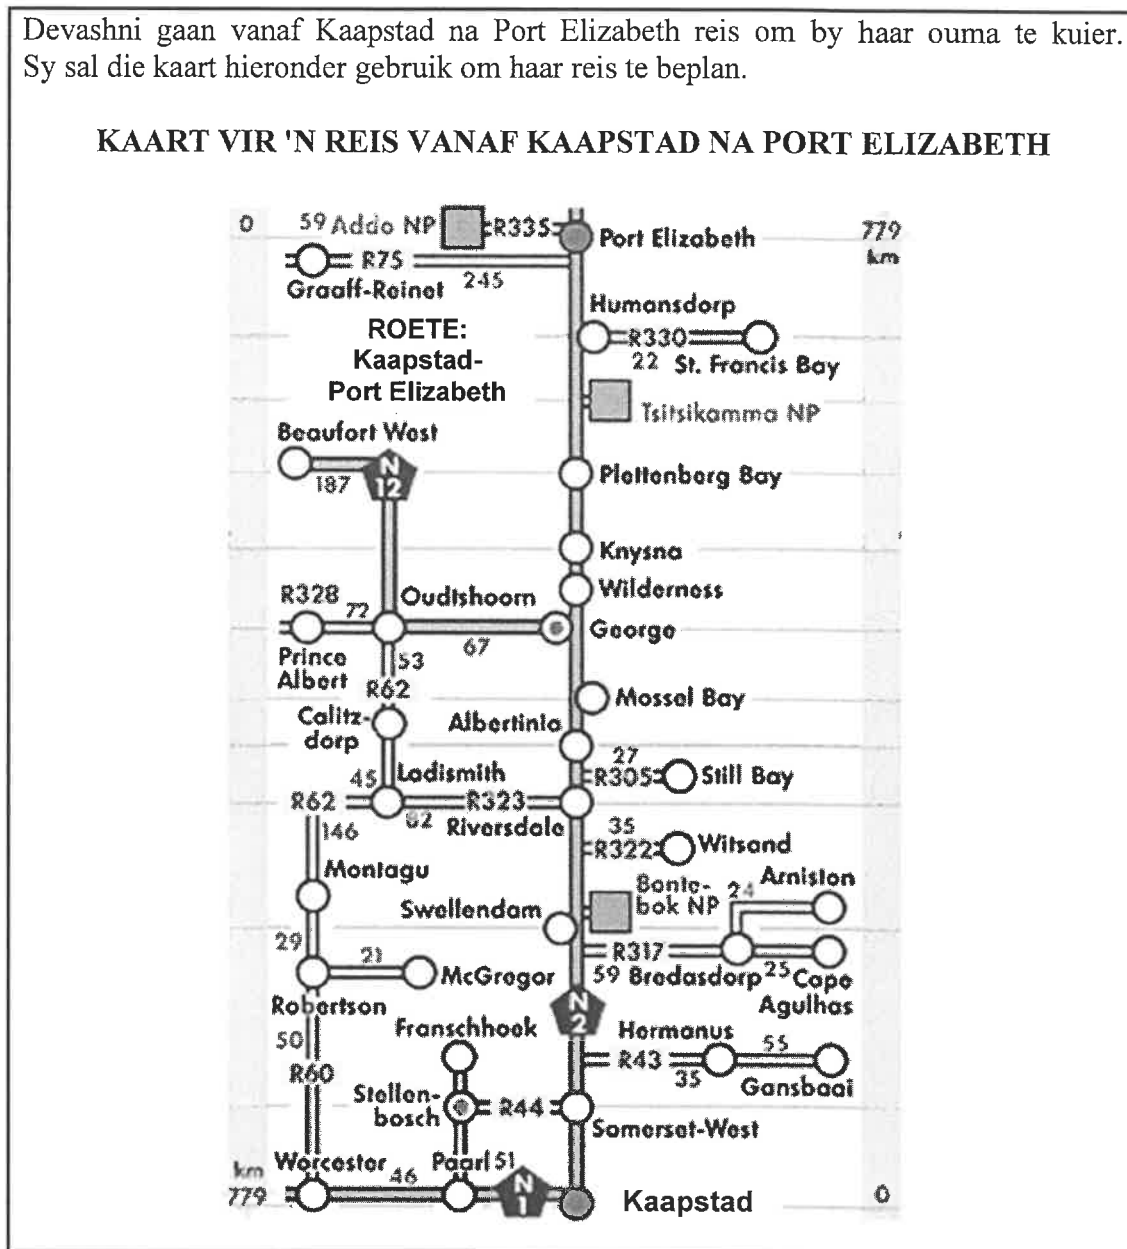 Devashni gaan vanaf Kaapstad na Port Elizabeth reis om by haar ouma te kuier.
Sy sal die kaart hieronder gebruik om haar reis te beplan.
KAART VIR 'N REIS VANAF KAAPSTAD NA PORT ELIZABETH
0
59 Addo NP R335 Port Elizabeth
779
km
R75
Graaff-Reinet 245
ROETE:
Kaapstad-
Port Elizabeth
Humansdorp
R330
22 St. Francis Bay
Tsitsikamma NP
Beaufort West
187
N
12
Plettenberg Bay
Knysna
Wilderness
R328
72
Oudtshoorn
67
George
Prince
Albert
53
R62
Mossel Bay
Calitz-
dorp
Albertinia
27
R305 Still Bay
45 Ladismith
R62
R323
82 Riversdale
146
35
R322 Witsand
Montagu
Bonte-
bok NP
24 Arniston
Swellendam
29
21
McGregor
R317
59 Bredasdorp 25 Cape
Agulhas
Robertson
N
2
50
Franschhoek
Hermanus
R43
35
55
Gansbaai
R60
Stellen-
bosch
R44
Somerset-West
km
779
Worcester
46
Paarl 51
N
1
Kaapstad
0